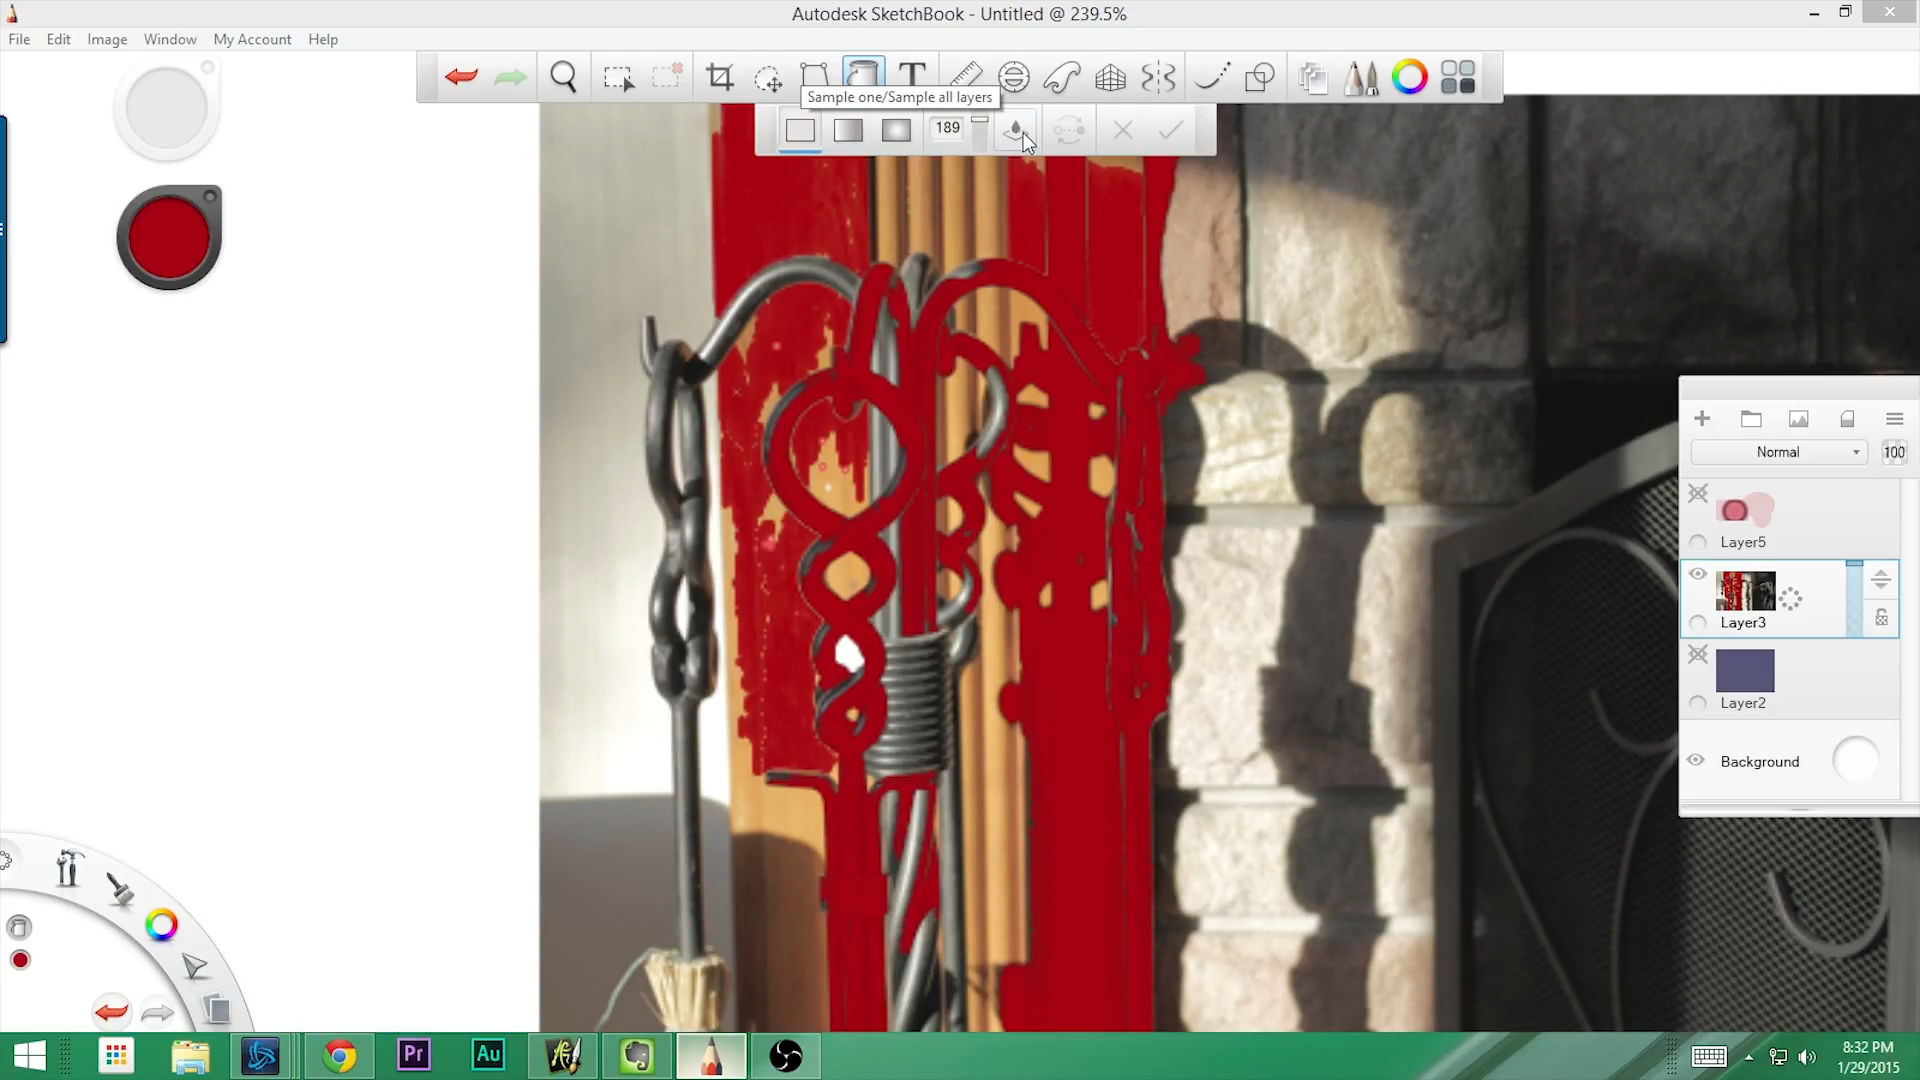 Autodesk SketchBook - Untitled @ 239.5%
File Edit Image Window My Account Help
T
Sample one/Sample all layers
189
Normal 100
Layer5
Layer3
Layer2
Background
Pr Au
8:32 PM
1/29/2015